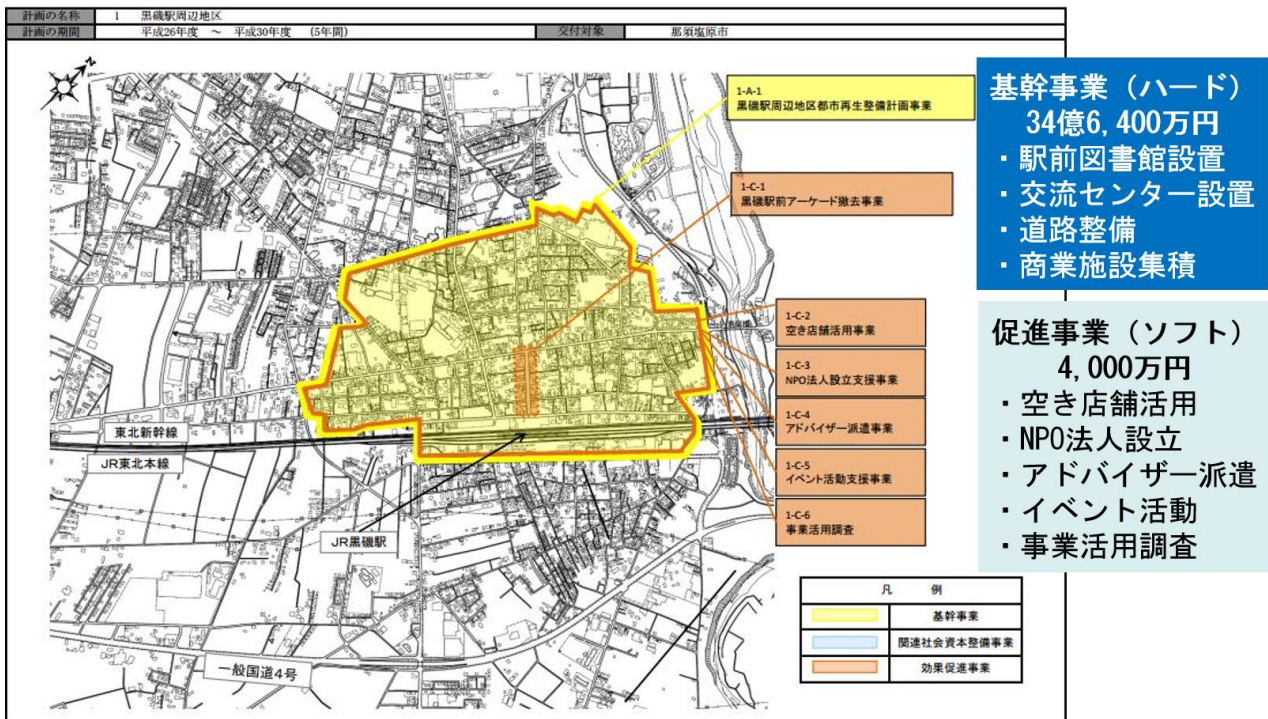 計画の名称 1 黒磯駅周辺地区
計画の期間 平成26年度 ~ 平成30年度 (5年間) 交付対象 那須塩原市
N
1-A-1
黒磯駅周辺地区都市再生整備計画事業
1-C-1
黒磯駅前アーケード撤去事業
1-C-2
空き店舗活用事業
1-C-3
NPO法人設立支援事業
1-C-4
アドバイザー派遣事業
1-C-5
イベント活動支援事業
1-C-6
事業活用調査
東北新幹線
JR東北本線
JR黒磯駅
一般国道4号
凡 例
基幹事業
関連社会資本整備事業
効果促進事業
基幹事業(ハード)
34億6,400万円
・駅前図書館設置
・交流センター設置
・道路整備
・商業施設集積
促進事業(ソフト)
4,000万円
・空き店舗活用
・NPO法人設立
・アドバイザー派遣
・イベント活動
・事業活用調査